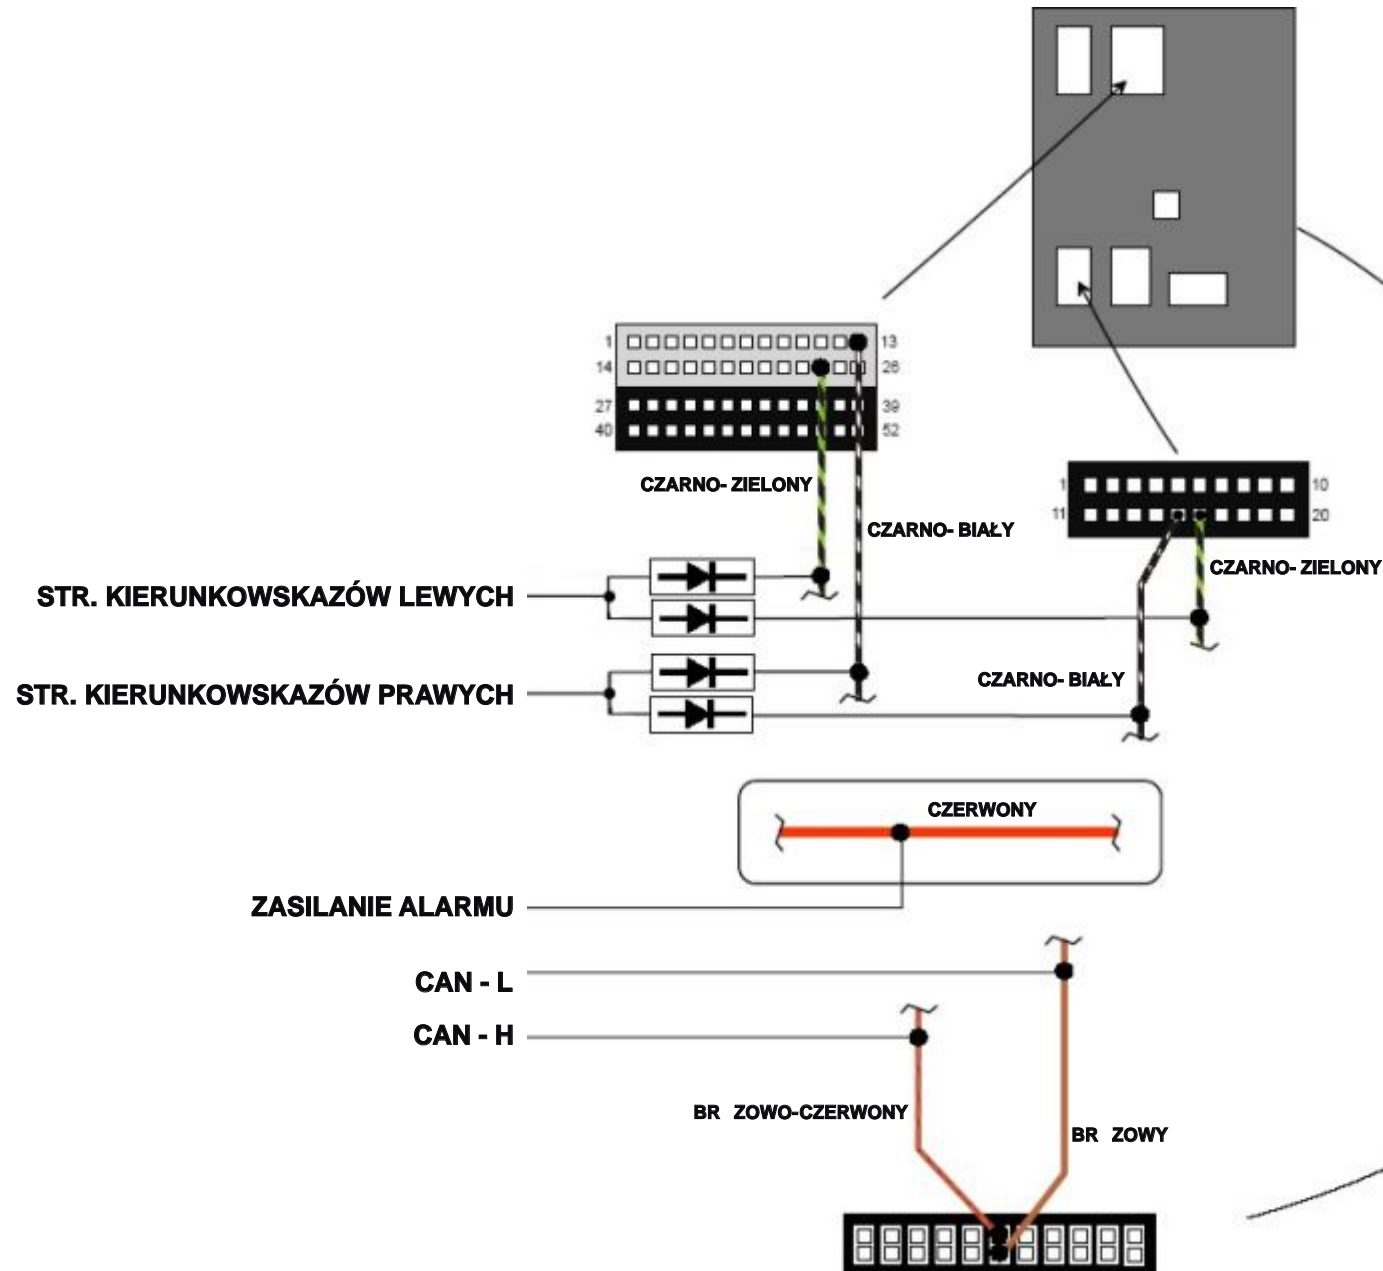 1 13
14 26
27 39
40 52
CZARNO- ZIELONY
1 10
11 20
CZARNO- BIAŁY
CZARNO- ZIELONY
STR. KIERUNKOWSKAZÓW LEWYCH
CZARNO- BIAŁY
STR. KIERUNKOWSKAZÓW PRAWYCH
CZERWONY
ZASILANIE ALARMU
CAN - L
CAN - H
BR ZOWO-CZERWONY
BR ZOWY